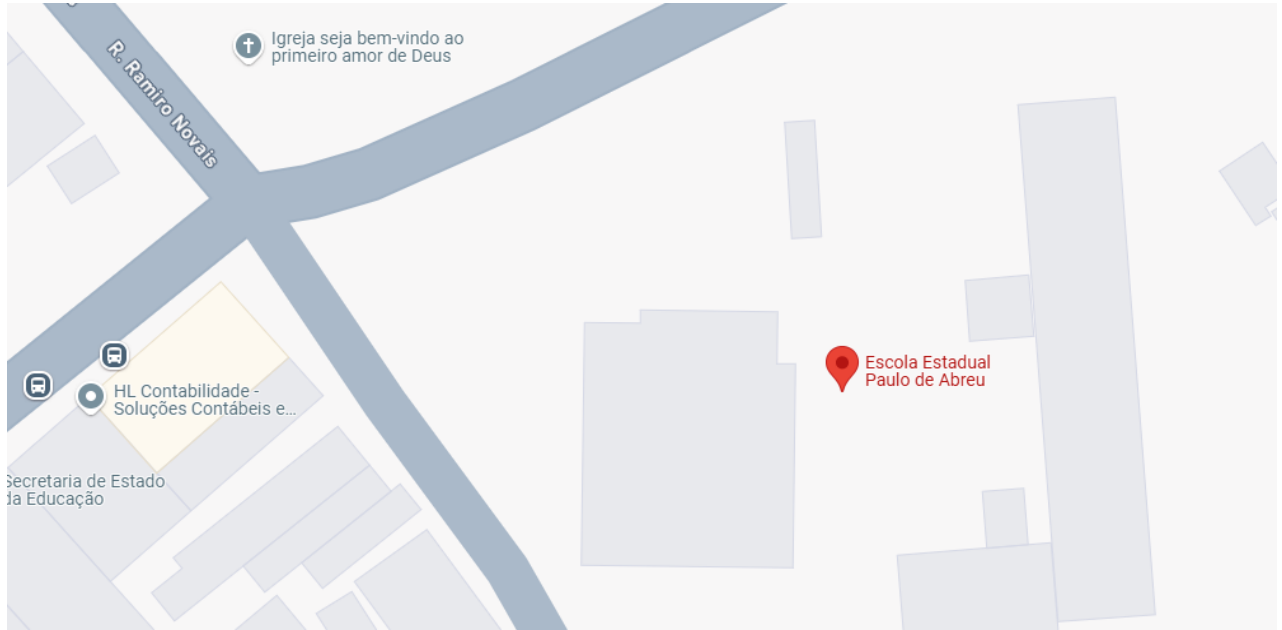 Igreja seja bem-vindo ao
primeiro amor de Deus
R. Ramiro Novais
Escola Estadual
Paulo de Abreu
HL Contabilidade -
Soluções Contábeis e...
Secretaria de Estado
da Educação